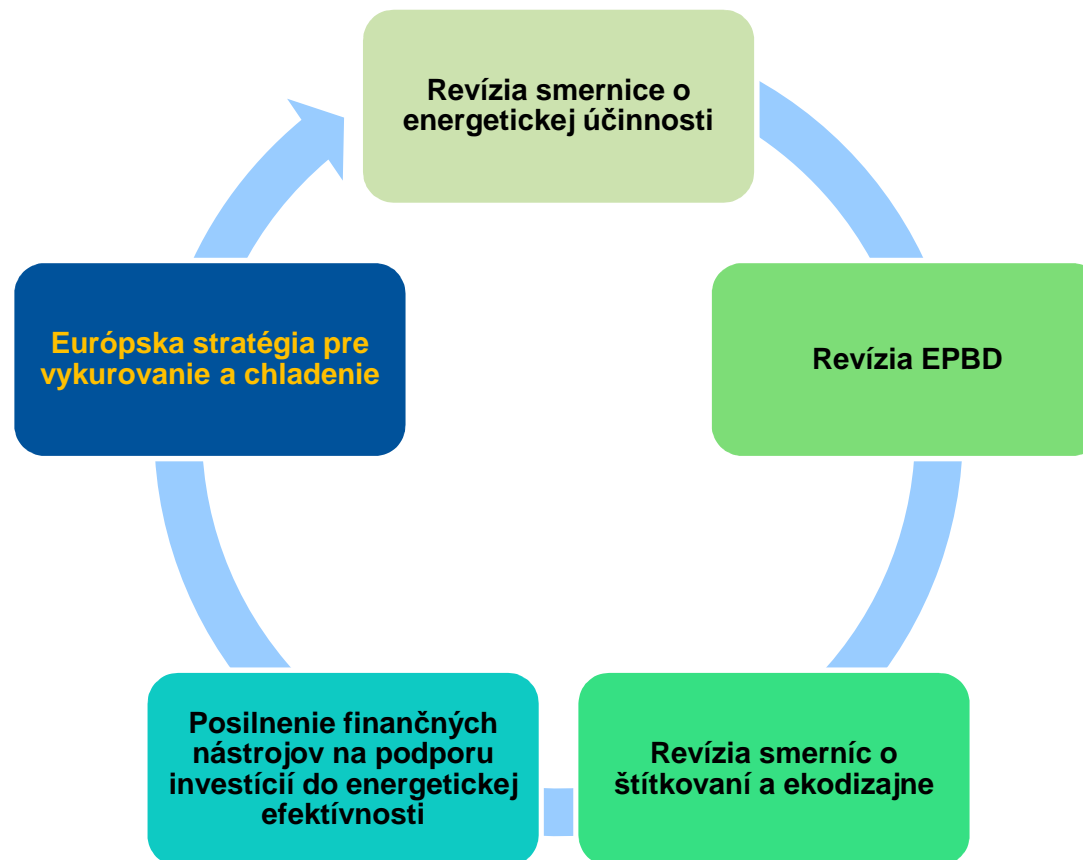 Revízia smernice o
energetickej účinnosti
Revízia EPBD
Revízia smerníc o
štítkovaní a ekodizajne
Posilnenie finančných
nástrojov na podporu
investícií do energetickej
efektívnosti
Európska stratégia pre
vykurovanie a chladenie